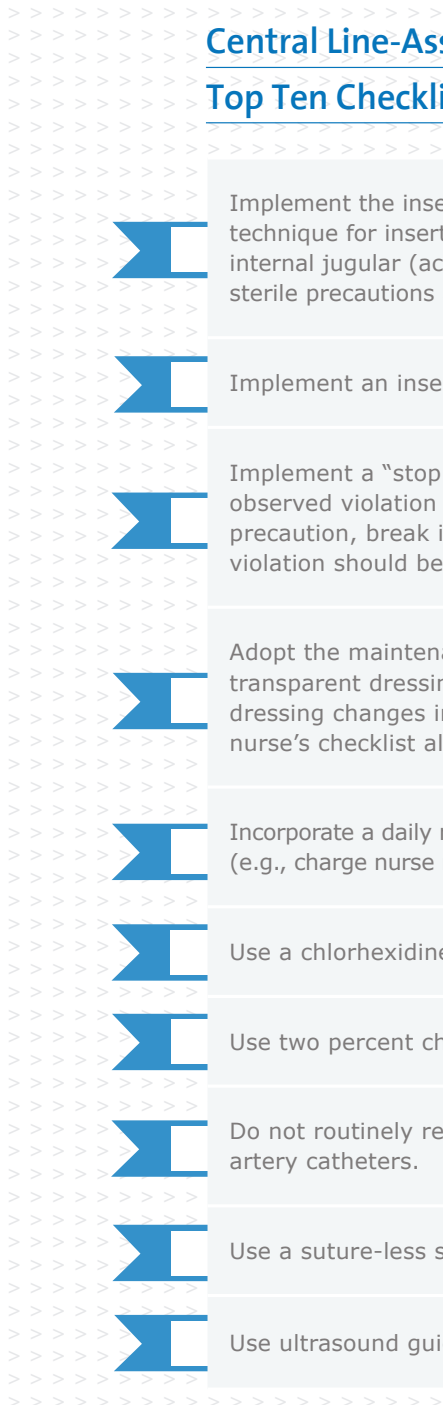 Central Line-Ass
Top Ten Checkli
Implement the inse
technique for insert
internal jugular (ac
sterile precautions
Implement an inse
Implement a “stop
observed violation
precaution, break i
violation should be
Adopt the maintena
transparent dressin
dressing changes in
nurse’s checklist al
Incorporate a daily r
(e.g., charge nurse
Use a chlorhexidine
Use two percent ch
Do not routinely re
artery catheters.
Use a suture-less s
Use ultrasound gui